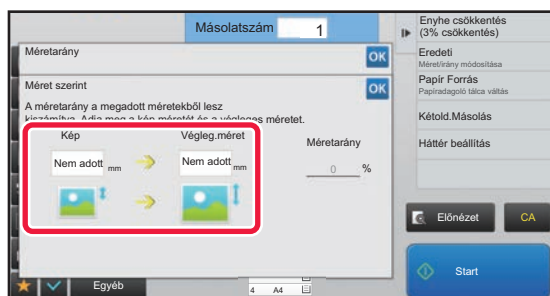 Másolatszám 1
Méretarány OK
Méret szerint OK
A méretarány a megadott méretekből lesz
kiszámítva. Adja meg a kép méretét és a végleges méretet.
Kép
Végleg.méret
Méretarány
Nem adott mm
Nem adott mm
0 %
Egyéb
4 A4
Enyhe csökkentés
(3% csökkentés)
Eredeti
Méret/irány módosítása
Papír Forrás
Papíradagoló tálca váltás
Kétold.Másolás
Háttér beállítás
Előnézet
CA
Start